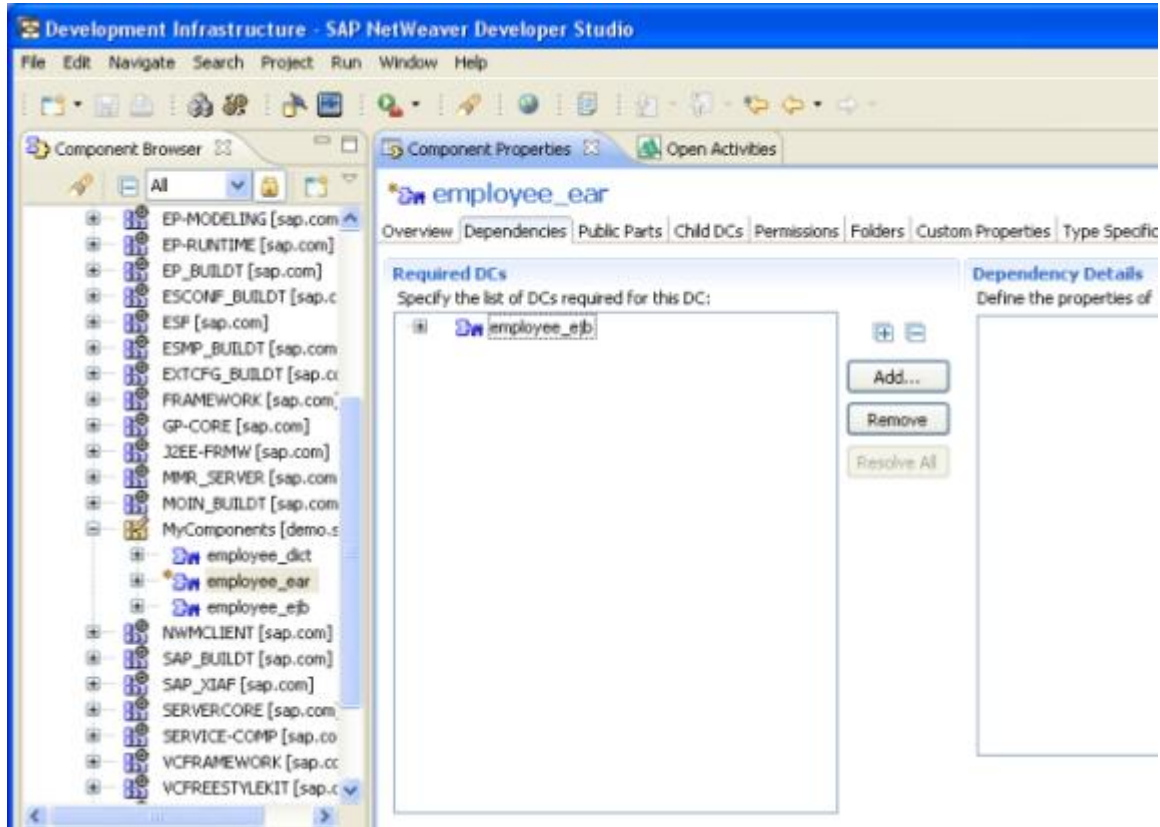 Development Infrastructure - SAP NetWeaver Developer Studio
File Edit Navigate Search Project Run Window Help
Component Browser
Component Properties
Open Activities
All
employee_ear
Overview Dependencies Public Parts Child DCs Permissions Folders Custom Properties Type Specific
Required DCs
Specify the list of DCs required for this DC:
employee_ejb
Add...
Remove
Resolve All
Dependency Details
Define the properties of
EP-MODELING [sap.com
EP-RUNTIME [sap.com]
EP_BUILDT [sap.com]
ESCONF_BUILDT [sap.c
ESF [sap.com]
ESMP_BUILDT [sap.com
EXTCFG_BUILDT [sap.co
FRAMEWORK [sap.com]
GP-CORE [sap.com]
J2EE-FRMW [sap.com]
MMR_SERVER [sap.com
MOIN_BUILDT [sap.com
MyComponents [demo.s
employee_dict
employee_ear
employee_ejb
NWMCLIENT [sap.com]
SAP_BUILDT [sap.com]
SAP_XIAF [sap.com]
SERVERCORE [sap.com]
SERVICE-COMP [sap.co
VCFRAMEWORK [sap.cc
VCFREESTYLEKIT [sap.c